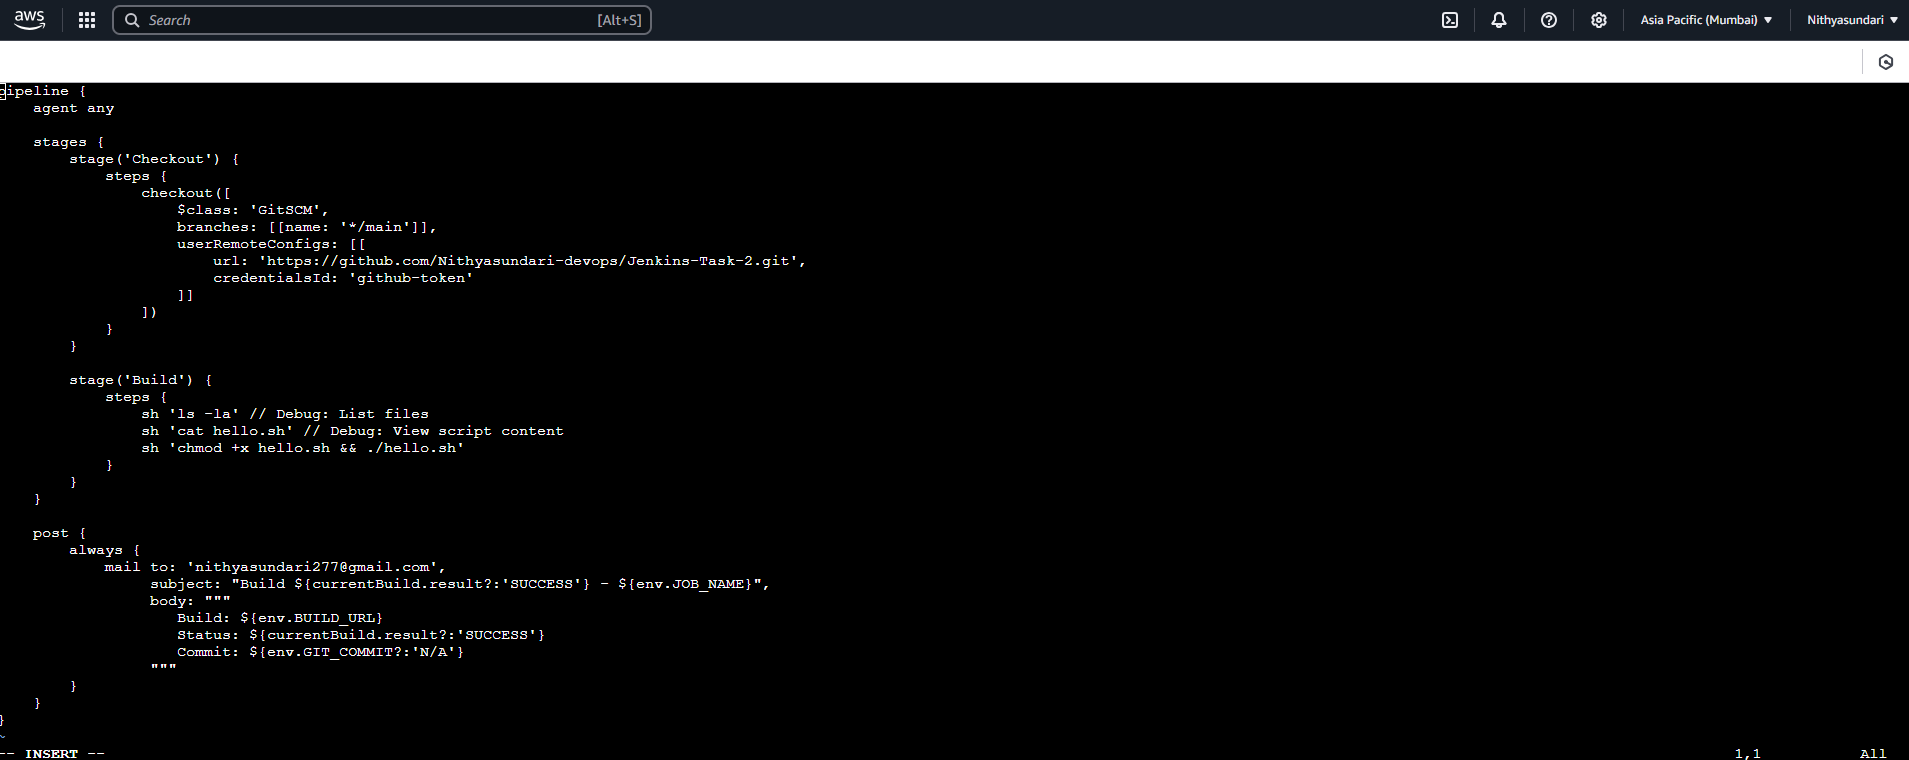 aws Search [Alt+S] Asia Pacific (Mumbai) Nithyasundari
pipeline {
    agent any

    stages {
        stage('Checkout') {
            steps {
                checkout([
                    $class: 'GitSCM',
                    branches: [[name: '*/main']],
                    userRemoteConfigs: [[
                        url: 'https://github.com/Nithyasundari-devops/Jenkins-Task-2.git',
                        credentialsId: 'github-token'
                    ]]
                ])
            }
        }

        stage('Build') {
            steps {
                sh 'ls -la' // Debug: List files
                sh 'cat hello.sh' // Debug: View script content
                sh 'chmod +x hello.sh && ./hello.sh'
            }
        }
    }

    post {
        always {
            mail to: 'nithyasundari277@gmail.com',
                 subject: "Build ${currentBuild.result?:'SUCCESS'} - ${env.JOB_NAME}",
                 body: """
                    Build: ${env.BUILD_URL}
                    Status: ${currentBuild.result?:'SUCCESS'}
                    Commit: ${env.GIT_COMMIT?:'N/A'}
                 """
        }
    }
}
~
-- INSERT -- 1,1 All